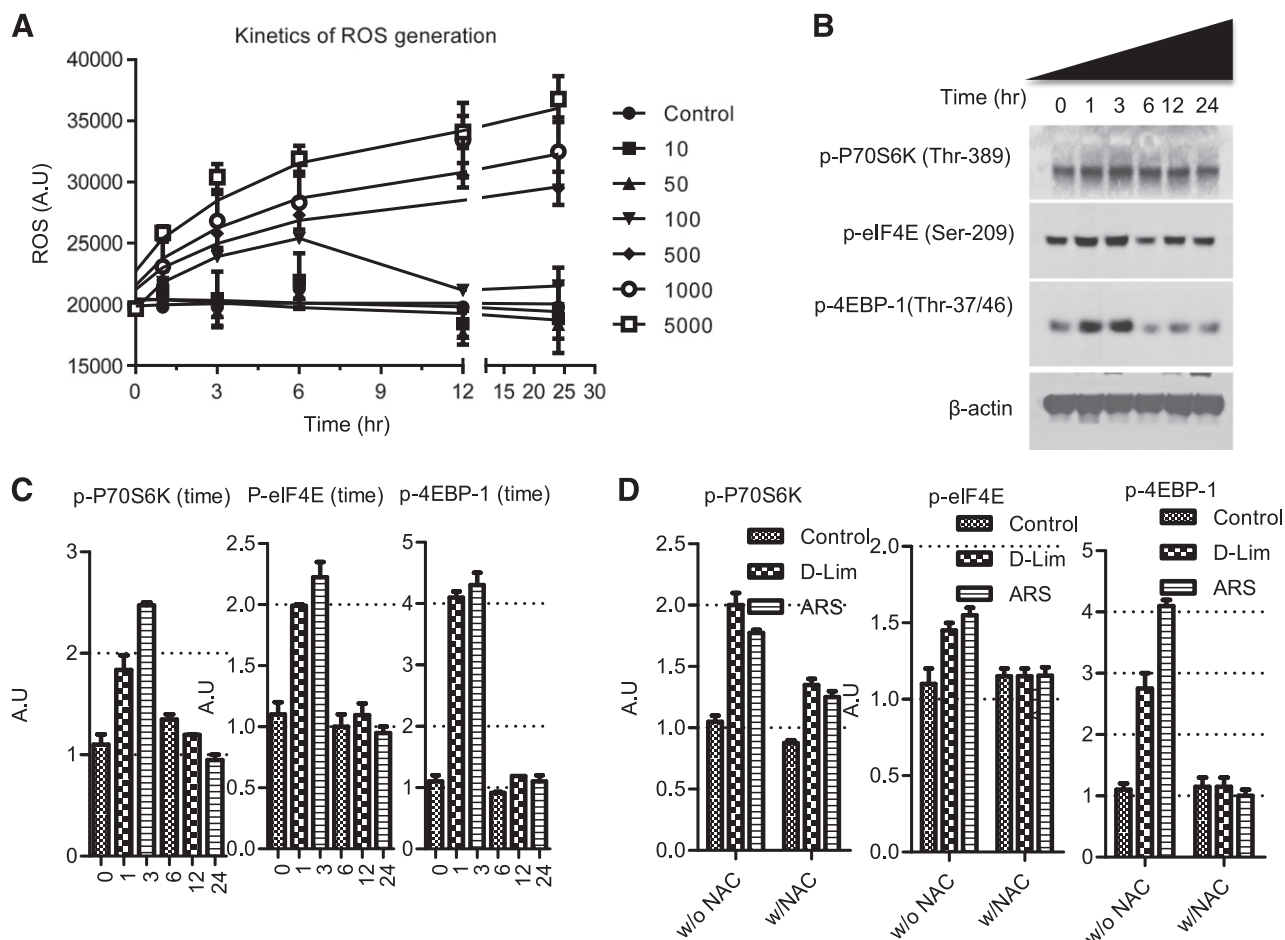 A
Kinetics of ROS generation
40000
35000
30000
25000
20000
15000
ROS (A.U)
0
3
6
9
12
15
20
25
30
Time (hr)
Control
10
50
100
500
1000
5000
B
Time (hr)
0 1 3 6 12 24
p-P70S6K (Thr-389)
p-eIF4E (Ser-209)
p-4EBP-1(Thr-37/46)
β-actin
C
p-P70S6K (time)
3
2
1
0
A.U
0 1 3 6 12 24
P-eIF4E (time)
2.5
2.0
1.5
1.0
0.5
0.0
A.U
0 1 3 6 12 24
p-4EBP-1 (time)
5
4
3
2
1
0
0 1 3 6 12 24
D
p-P70S6K
Control
D-Lim
ARS
2.5
2.0
1.5
1.0
0.5
0.0
A.U
w/o NAC
w/NAC
p-eIF4E
Control
D-Lim
ARS
2.0
1.5
1.0
0.5
0.0
A.U
w/o NAC
w/NAC
p-4EBP-1
Control
D-Lim
ARS
5
4
3
2
1
0
w/o NAC
w/NAC